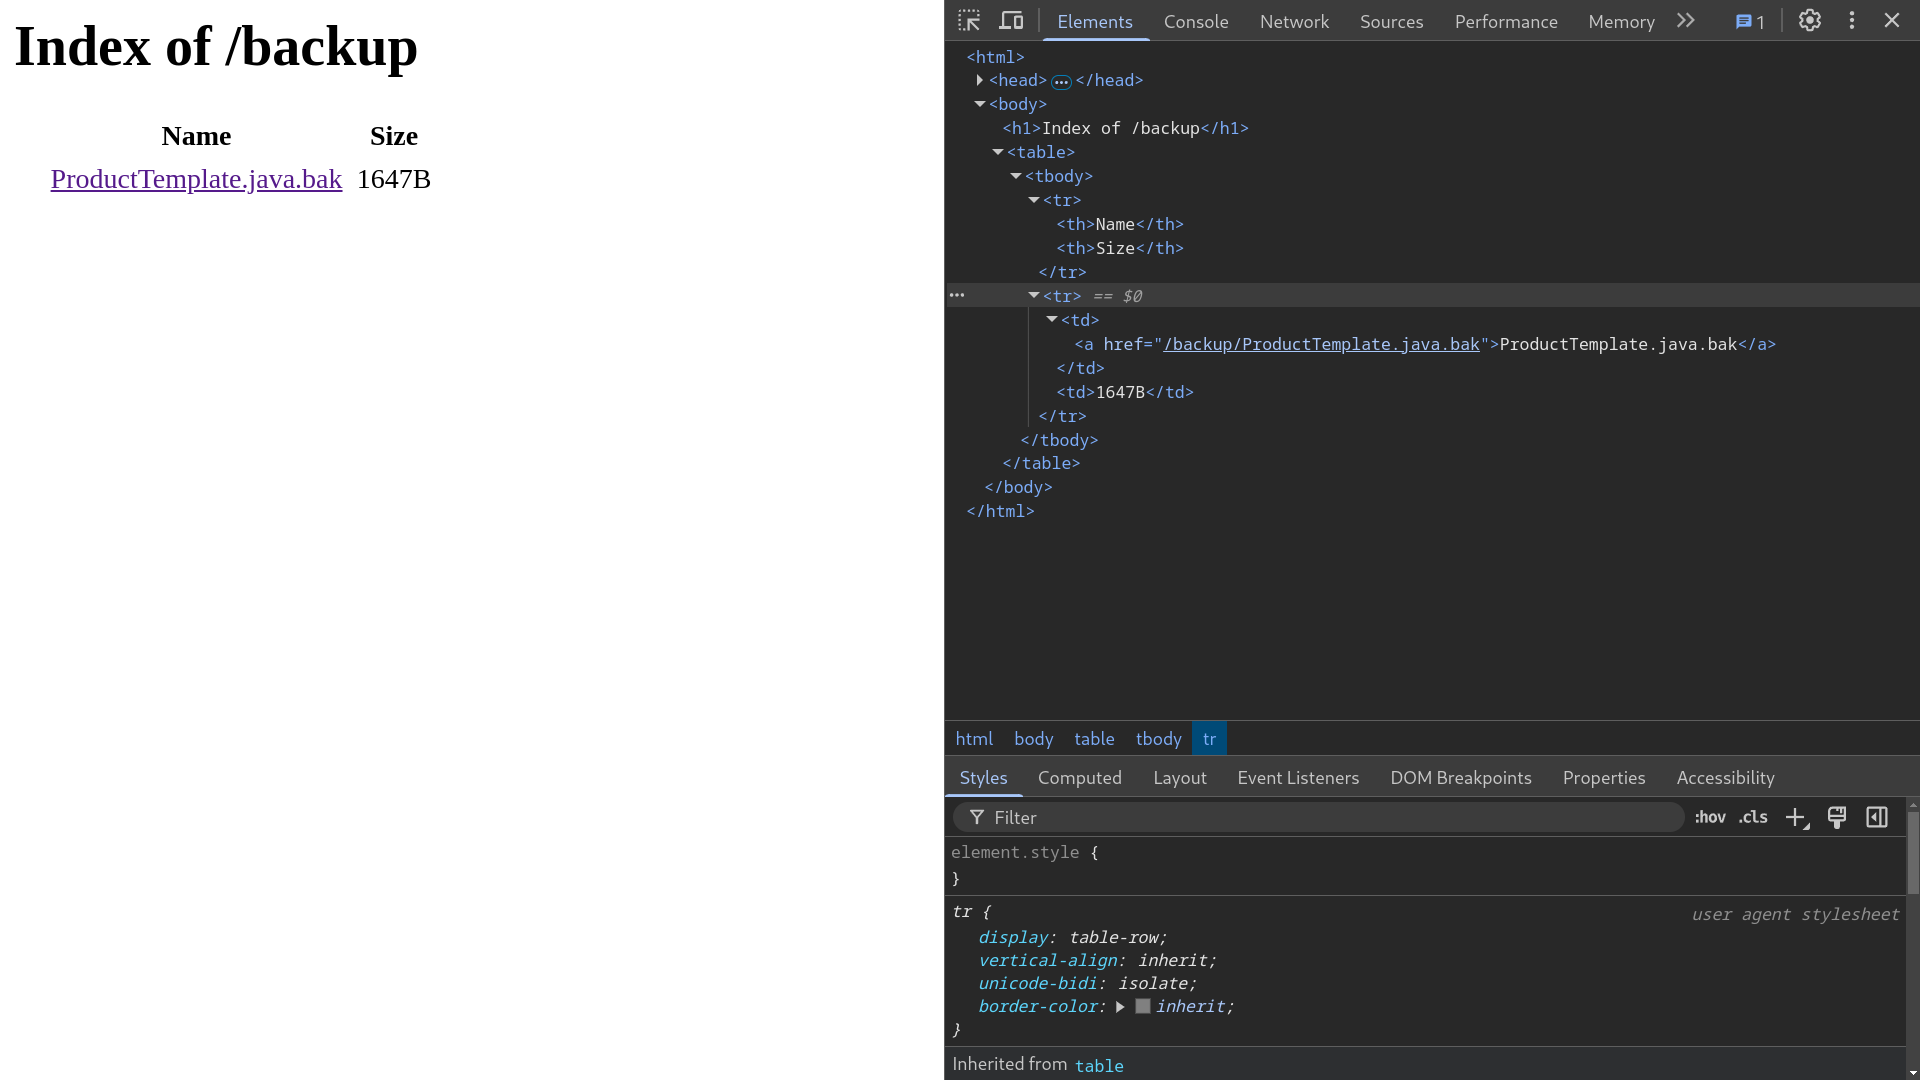 Index of /backup
Name Size
ProductTemplate.java.bak 1647B
Elements Console Network Sources Performance Memory 1
<html>
<head> </head>
<body>
<h1>Index of /backup</h1>
<table>
<tbody>
<tr>
<th>Name</th>
<th>Size</th>
</tr>
<tr> == $0
<td>
<a href="/backup/ProductTemplate.java.bak">ProductTemplate.java.bak</a>
</td>
<td>1647B</td>
</tr>
</tbody>
</table>
</body>
</html>
html body table tbody tr
Styles Computed Layout Event Listeners DOM Breakpoints Properties Accessibility
Filter :hov .cls
element.style {
}
tr { user agent stylesheet
display: table-row;
vertical-align: inherit;
unicode-bidi: isolate;
border-color: inherit;
}
Inherited from table